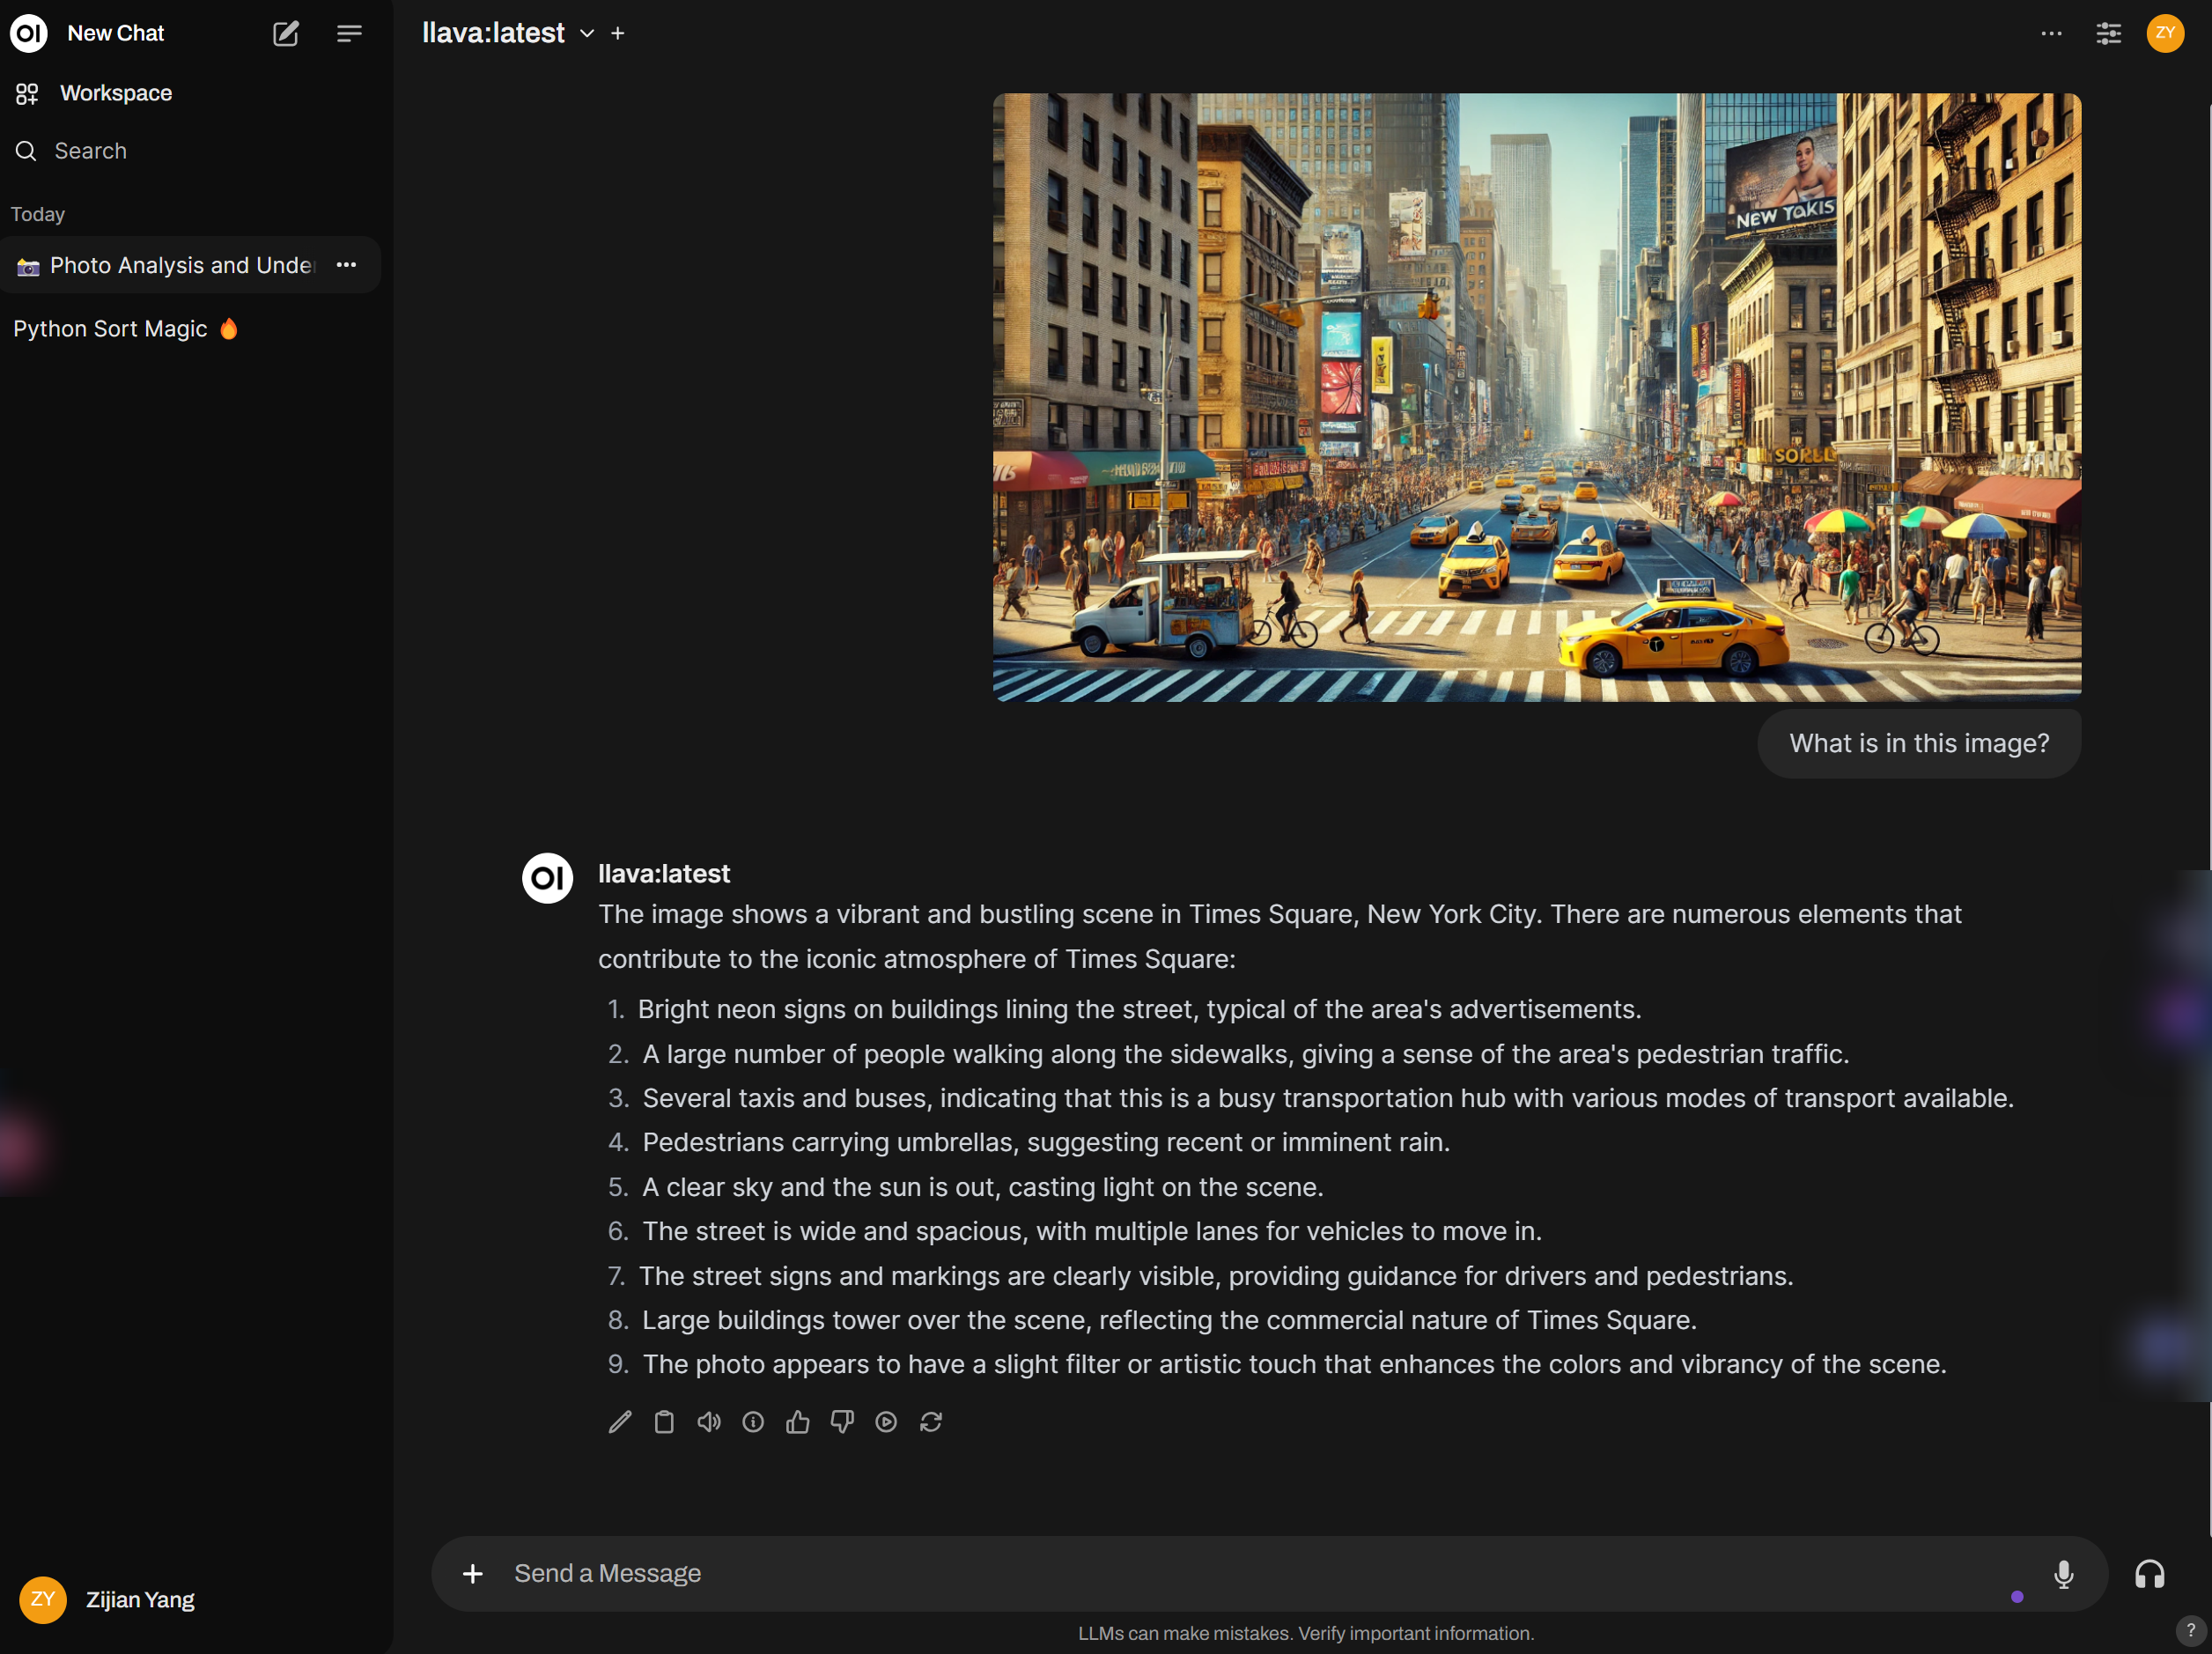 OI New Chat
Workspace
Search
Today
Photo Analysis and Under
Python Sort Magic
llava:latest
ZY
NEW YAKIS
SORLL
What is in this image?
OI
llava:latest
The image shows a vibrant and bustling scene in Times Square, New York City. There are numerous elements that
contribute to the iconic atmosphere of Times Square:
1. Bright neon signs on buildings lining the street, typical of the area's advertisements.
2. A large number of people walking along the sidewalks, giving a sense of the area's pedestrian traffic.
3. Several taxis and buses, indicating that this is a busy transportation hub with various modes of transport available.
4. Pedestrians carrying umbrellas, suggesting recent or imminent rain.
5. A clear sky and the sun is out, casting light on the scene.
6. The street is wide and spacious, with multiple lanes for vehicles to move in.
7. The street signs and markings are clearly visible, providing guidance for drivers and pedestrians.
8. Large buildings tower over the scene, reflecting the commercial nature of Times Square.
9. The photo appears to have a slight filter or artistic touch that enhances the colors and vibrancy of the scene.
Send a Message
ZY Zijian Yang
LLMs can make mistakes. Verify important information.
?